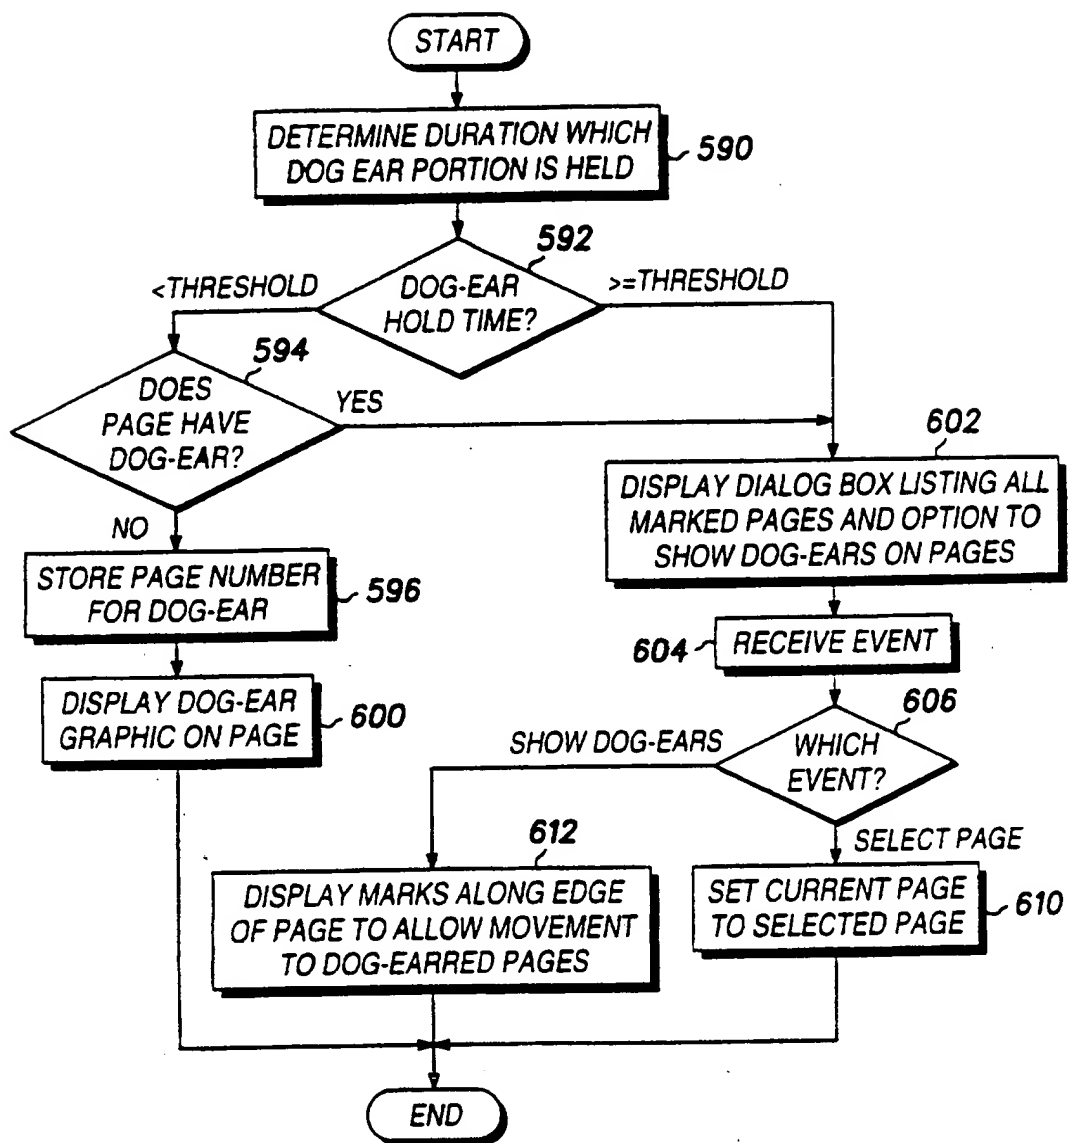 START
DETERMINE DURATION WHICH
DOG EAR PORTION IS HELD
590
592
<THRESHOLD
DOG-EAR
HOLD TIME?
>=THRESHOLD
594
DOES
PAGE HAVE
DOG-EAR?
YES
NO
602
DISPLAY DIALOG BOX LISTING ALL
MARKED PAGES AND OPTION TO
SHOW DOG-EARS ON PAGES
STORE PAGE NUMBER
FOR DOG-EAR
596
604
RECEIVE EVENT
DISPLAY DOG-EAR
GRAPHIC ON PAGE
600
606
SHOW DOG-EARS
WHICH
EVENT?
SELECT PAGE
612
DISPLAY MARKS ALONG EDGE
OF PAGE TO ALLOW MOVEMENT
TO DOG-EARRED PAGES
SET CURRENT PAGE
TO SELECTED PAGE
610
END